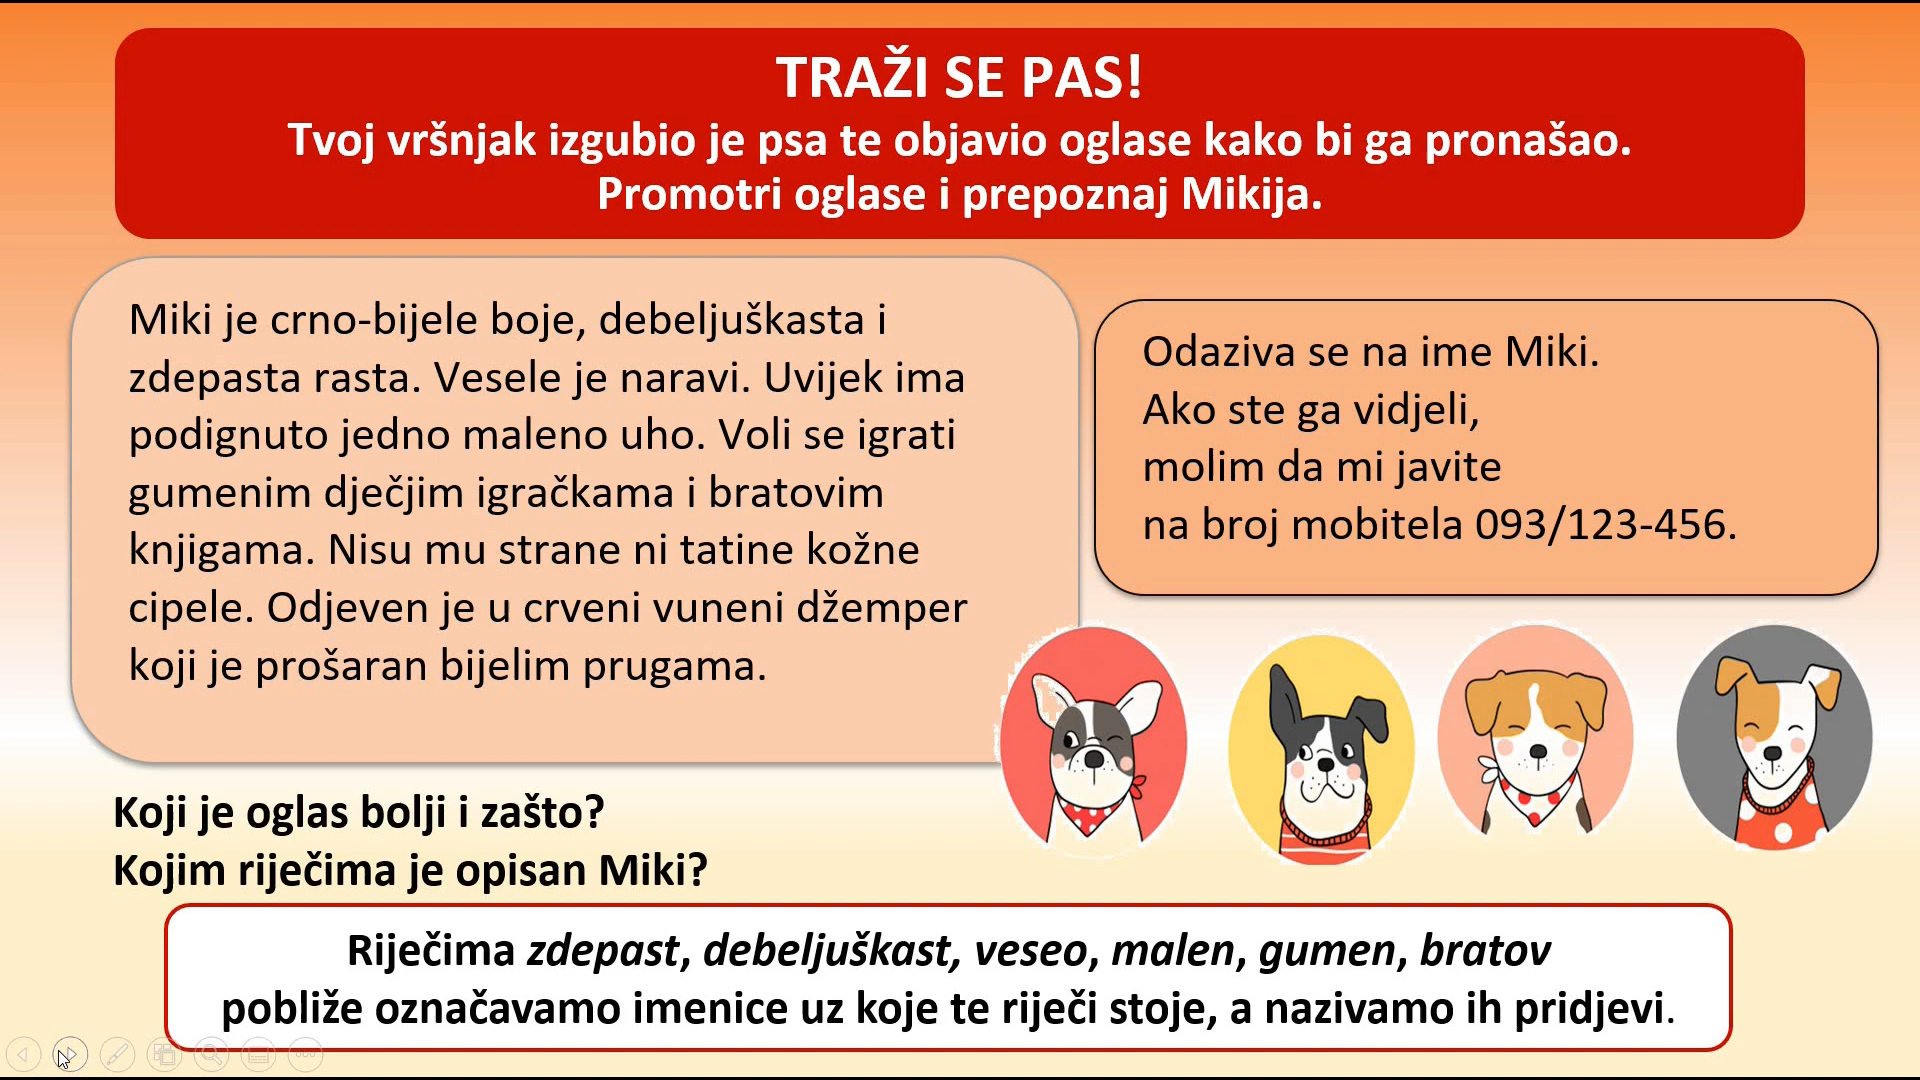 TRAŽI SE PAS!
Tvoj vršnjak izgubio je psa te objavio oglase kako bi ga pronašao.
Promotri oglase i prepoznaj Mikija.
Miki je crno-bijele boje, debeljuškasta i
zdepasta rasta. Vesele je naravi. Uvijek ima
podignuto jedno maleno uho. Voli se igrati
gumenim dječjim igračkama i bratovim
knjigama. Nisu mu strane ni tatine kožne
cipele. Odjeven je u crveni vuneni džemper
koji je prošaran bijelim prugama.
Odaziva se na ime Miki.
Ako ste ga vidjeli,
molim da mi javite
na broj mobitela 093/123-456.
Koji je oglas bolji i zašto?
Kojim riječima je opisan Miki?
Riječima zdepast, debeljuškast, veseo, malen, gumen, bratov
pobliže označavamo imenice uz koje te riječi stoje, a nazivamo ih pridjevi.